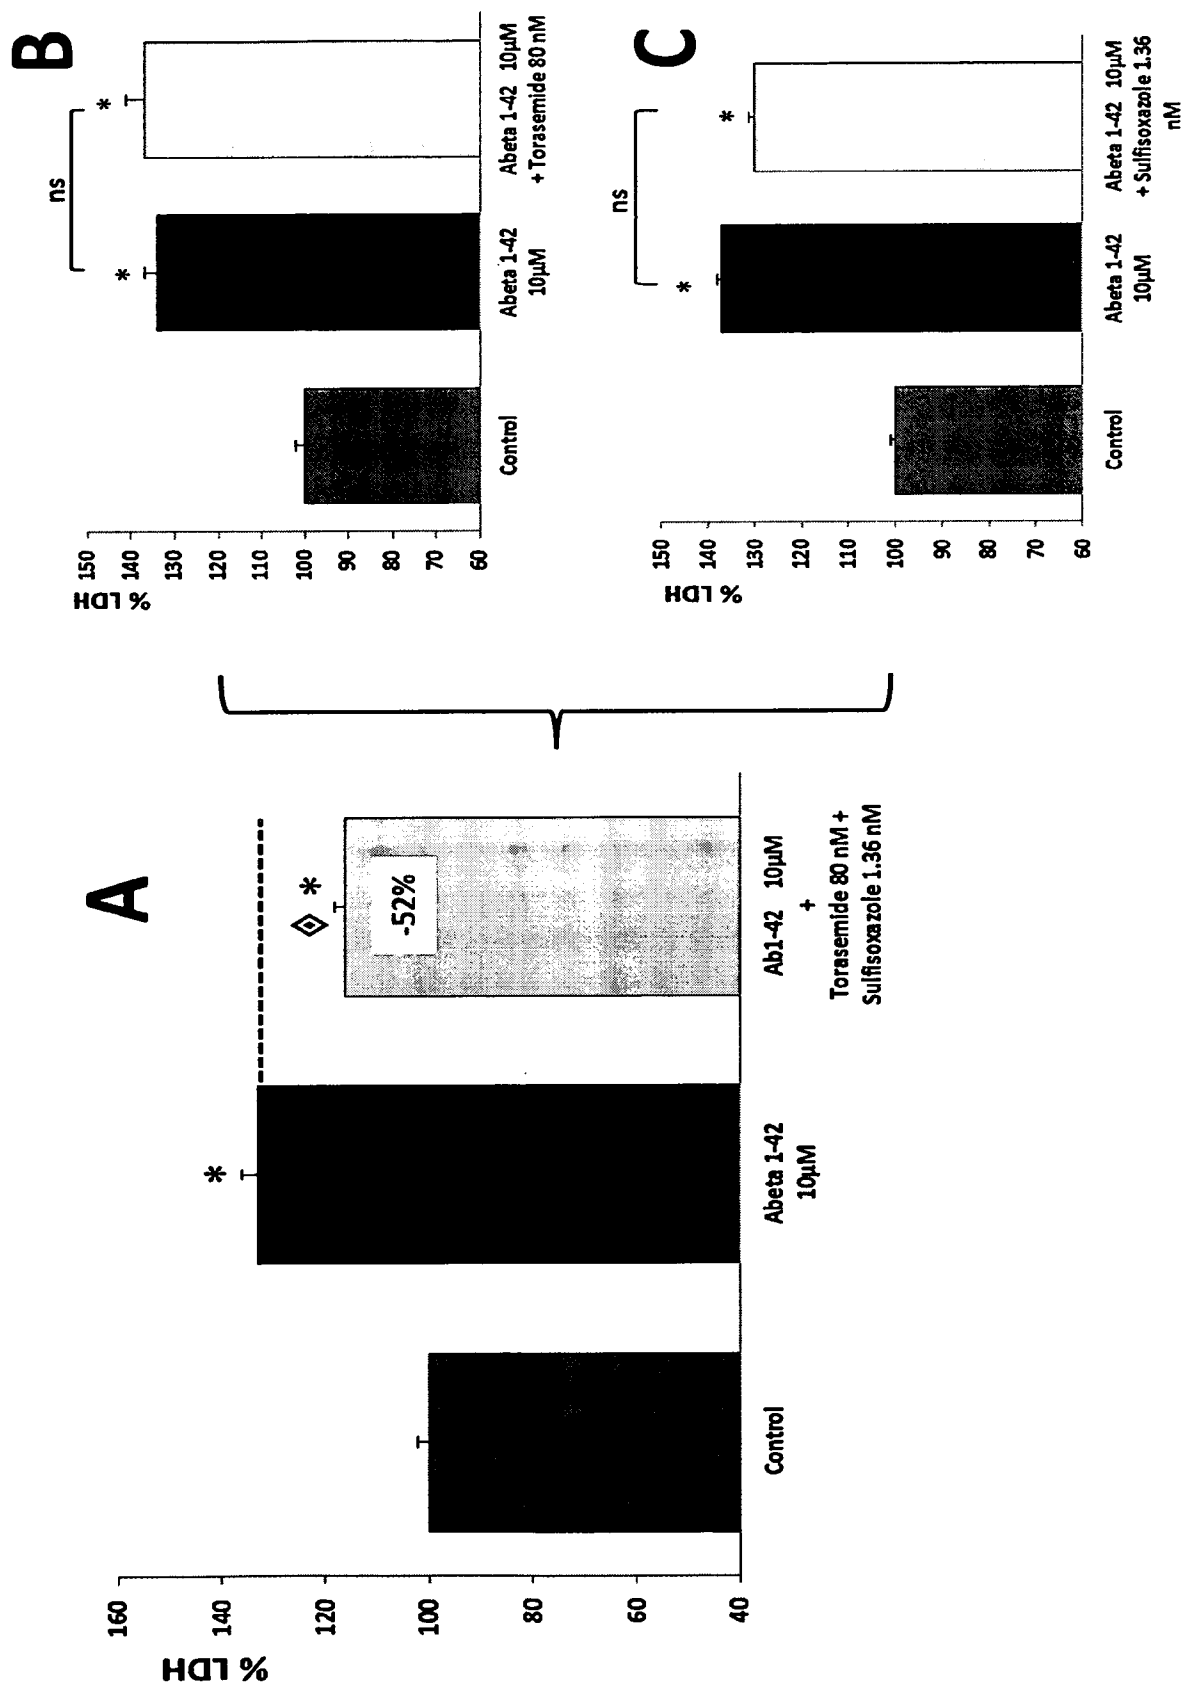 A
% LDH
160
140
120
100
80
60
40
*
*
-52%
Control
Abeta 1-42
10µM
Ab1-42 10µM
+
Torasemide 80 nM +
Sulfisoxazole 1.36 nM
B
% LDH
150
140
130
120
110
100
90
80
70
60
ns
*
*
Control
Abeta 1-42
10µM
Abeta 1-42 10µM
+ Torasemide 80 nM
C
% LDH
150
140
130
120
110
100
90
80
70
60
ns
*
*
Control
Abeta 1-42
10µM
Abeta 1-42 10µM
+ Sulfisoxazole 1.36
nM